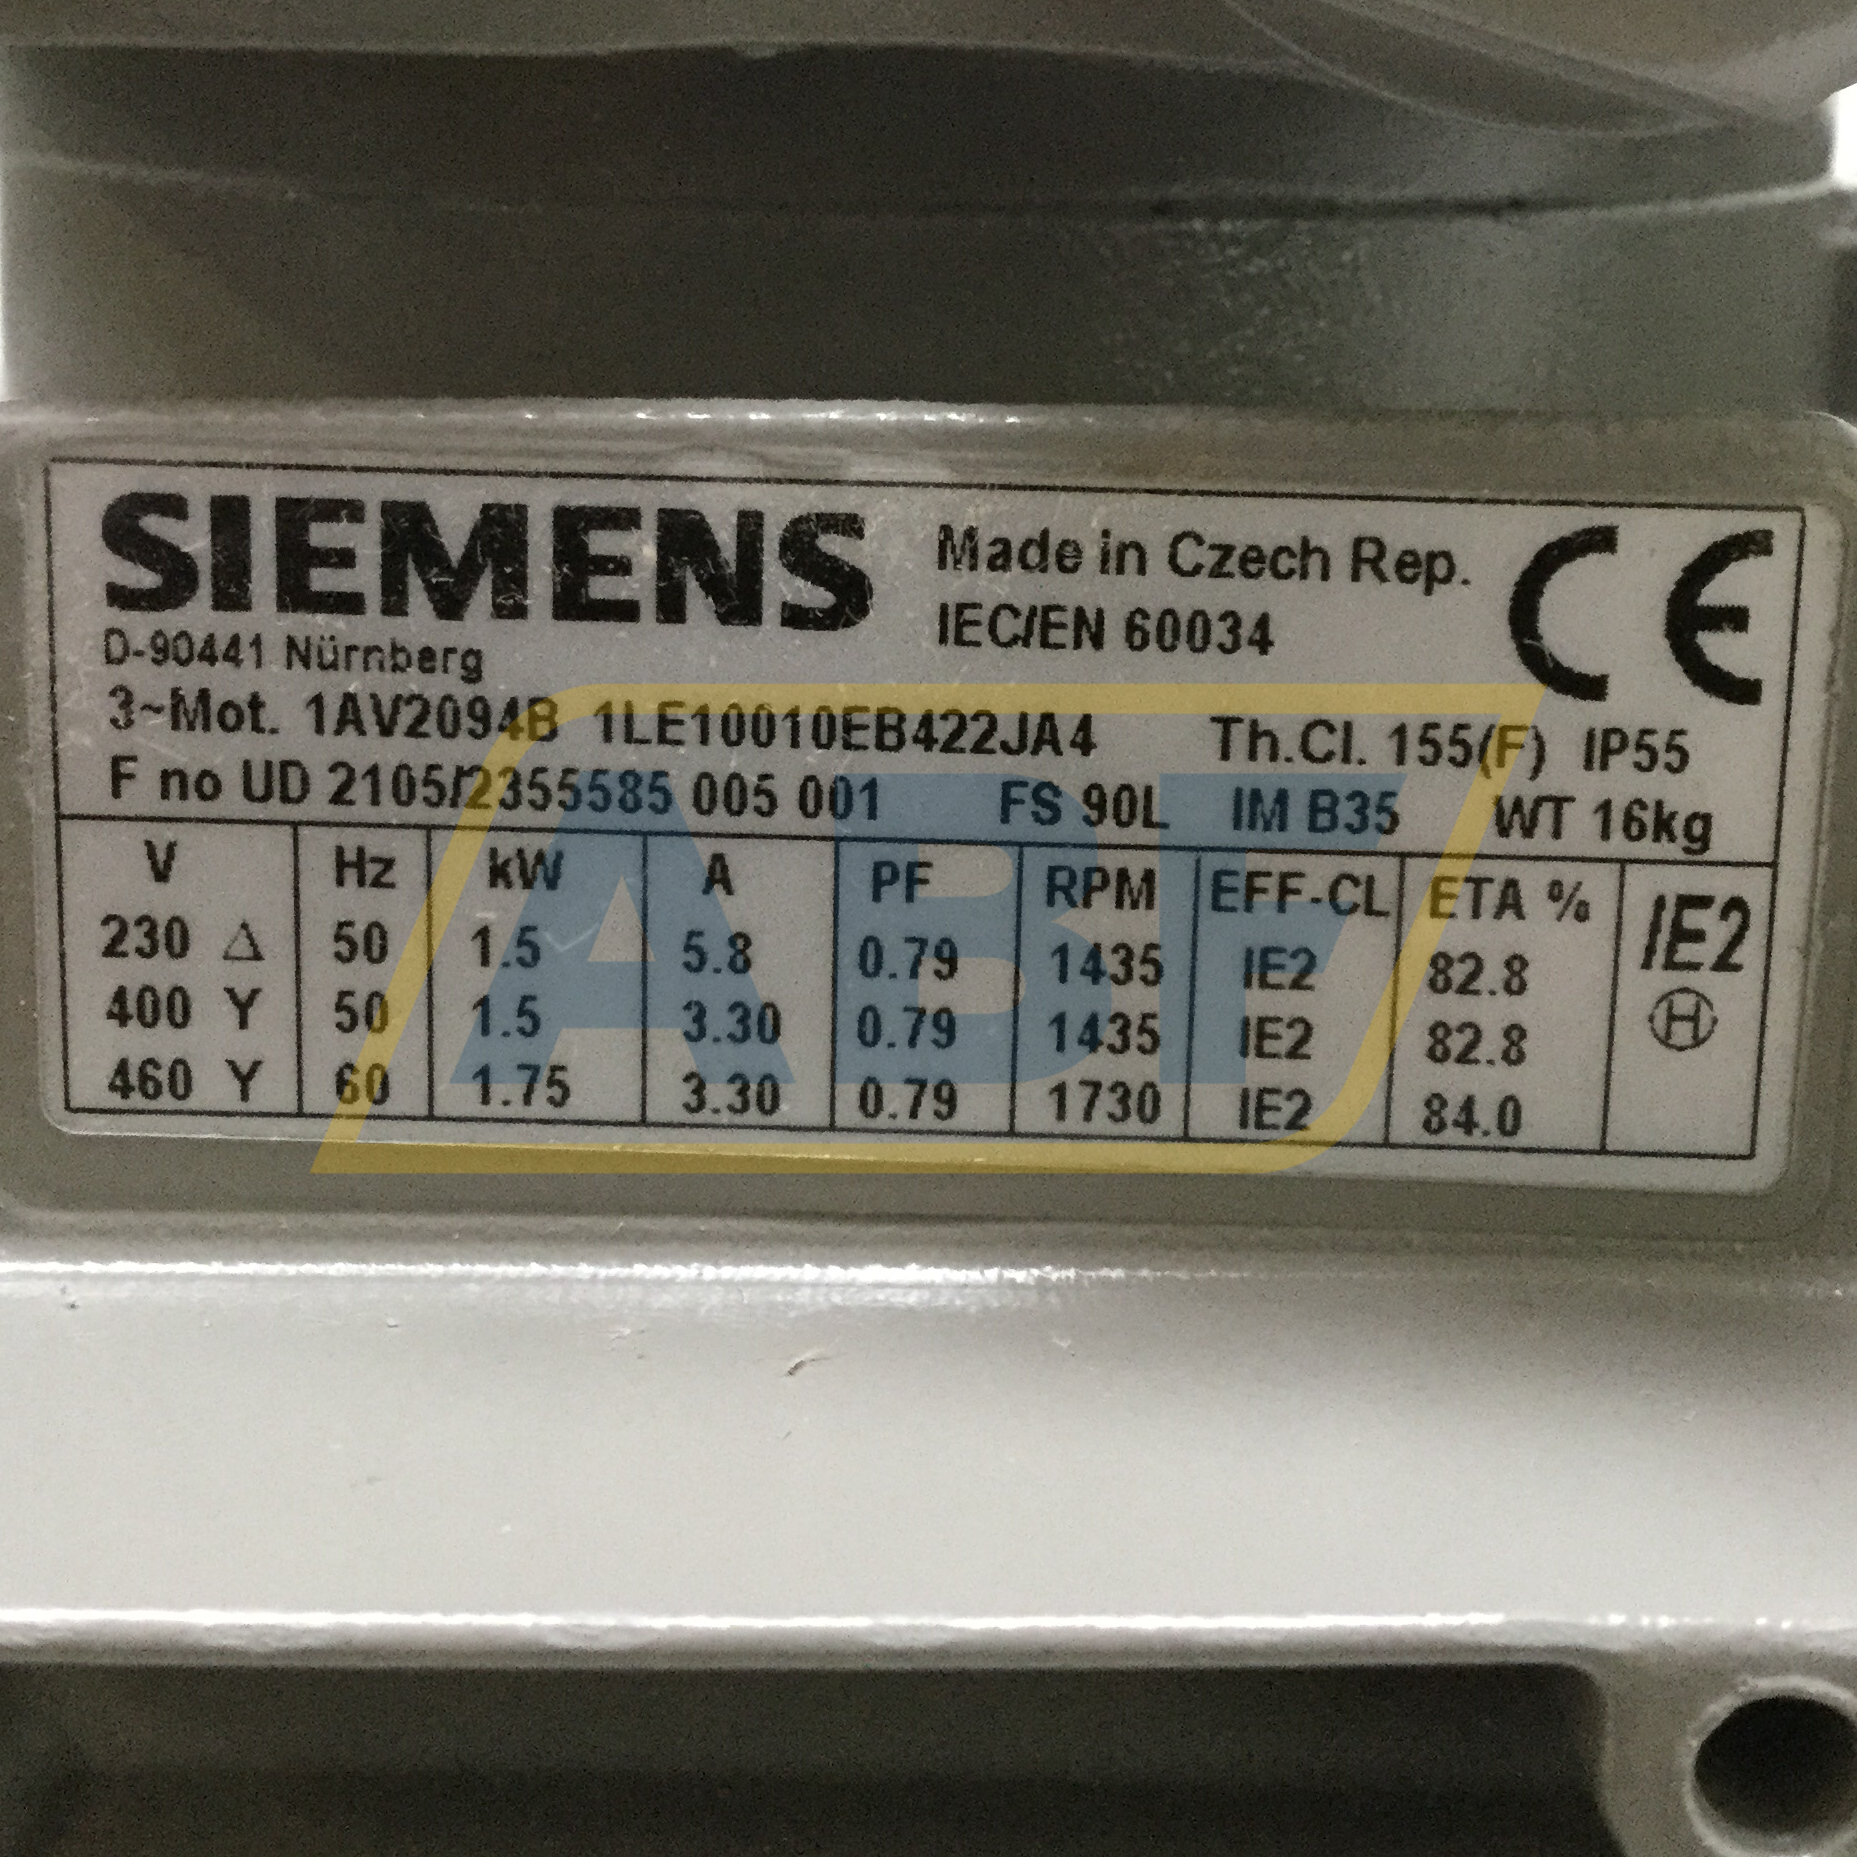 SIEMENS
Made in Czech Rep.
CE
IEC/EN 60034
D-90441 Nürnberg
3~Mot. 1AV2094B 1LE10010EB422JA4 Th.Cl. 155(F) IP55
F no UD 2105/2355585 005 001 FS 90L IM B35 WT 16kg
V Hz kW A PF RPM EFF-CL ETA % IE2
230 Δ 50 1.5 5.8 0.79 1435 IE2 82.8
400 Y 50 1.5 3.30 0.79 1435 IE2 82.8 H
460 Y 60 1.75 3.30 0.79 1730 IE2 84.0
ABF